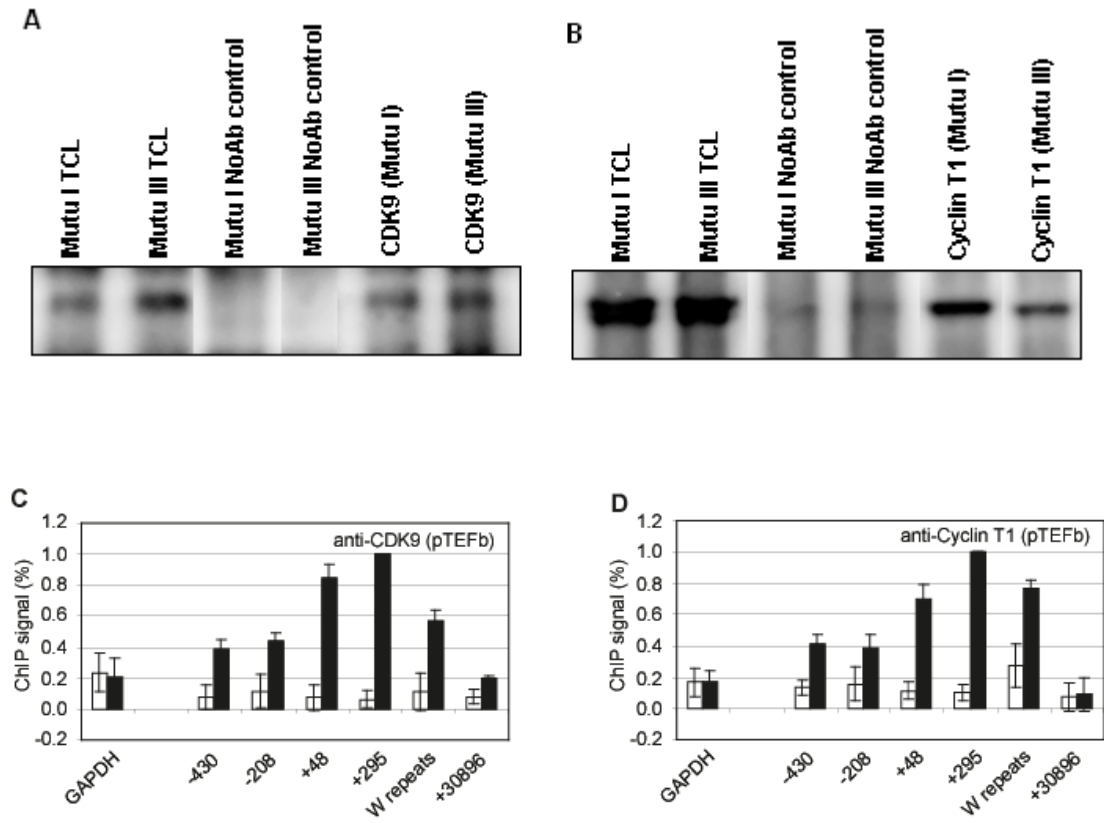 A
Mutu I TCL
Mutu III TCL
Mutu I NoAb control
Mutu III NoAb control
CDK9 (Mutu I)
CDK9 (Mutu III)
B
Mutu I TCL
Mutu III TCL
Mutu I NoAb control
Mutu III NoAb control
Cyclin T1 (Mutu I)
Cyclin T1 (Mutu III)
C
anti-CDK9 (pTEFb)
ChIP signal (%)
1.2
1.0
0.8
0.6
0.4
0.2
0.0
-0.2
GAPDH
-430
-208
+48
+295
W repeats
+30896
D
anti-Cyclin T1 (pTEFb)
ChIP signal (%)
1.2
1.0
0.8
0.6
0.4
0.2
0.0
-0.2
GAPDH
-430
-208
+48
+295
W repeats
+30896